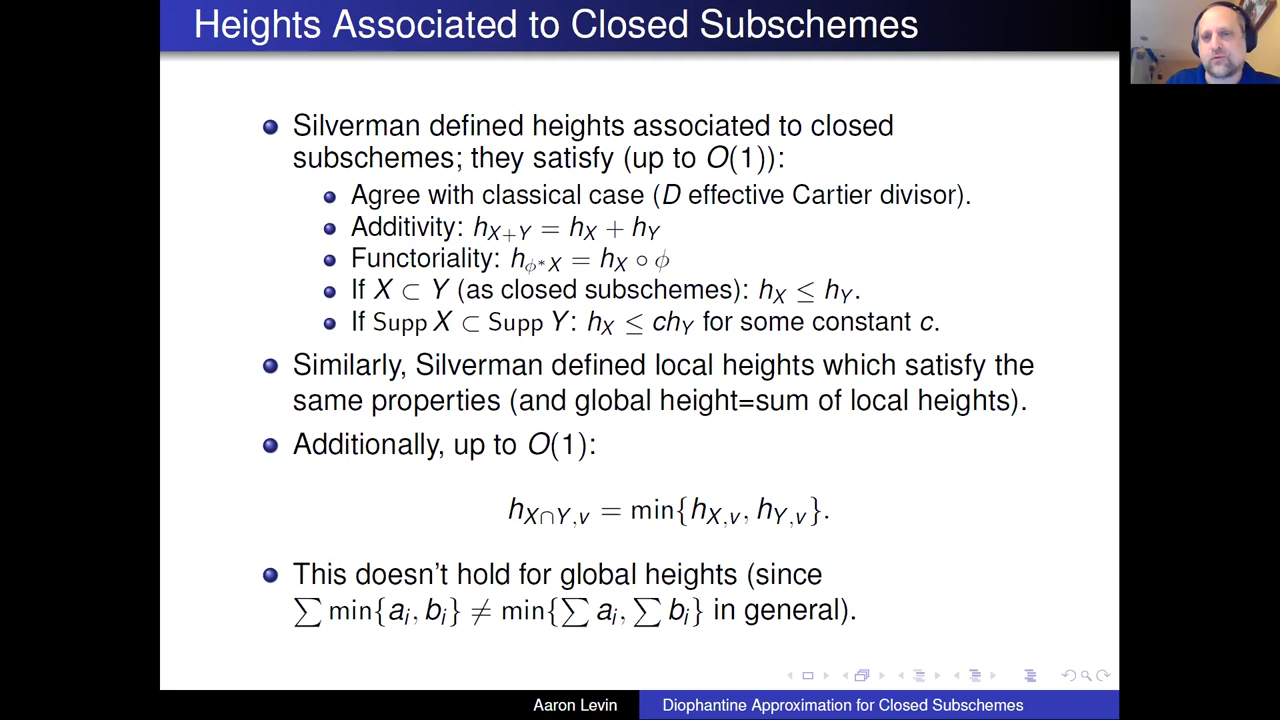 Heights Associated to Closed Subschemes
Silverman defined heights associated to closed
subschemes; they satisfy (up to O(1)):
Agree with classical case (D effective Cartier divisor).
Additivity: h_{X+Y} = h_X + h_Y
Functoriality: h_{ϕ*X} = h_X ∘ ϕ
If X ⊂ Y (as closed subschemes): h_X ≤ h_Y.
If Supp X ⊂ Supp Y: h_X ≤ ch_Y for some constant c.
Similarly, Silverman defined local heights which satisfy the
same properties (and global height=sum of local heights).
Additionally, up to O(1):
h_{X∩Y,v} = min{h_{X,v}, h_{Y,v}}.
This doesn't hold for global heights (since
∑ min{a_i, b_i} ≠ min{∑ a_i, ∑ b_i} in general).
Aaron Levin
Diophantine Approximation for Closed Subschemes